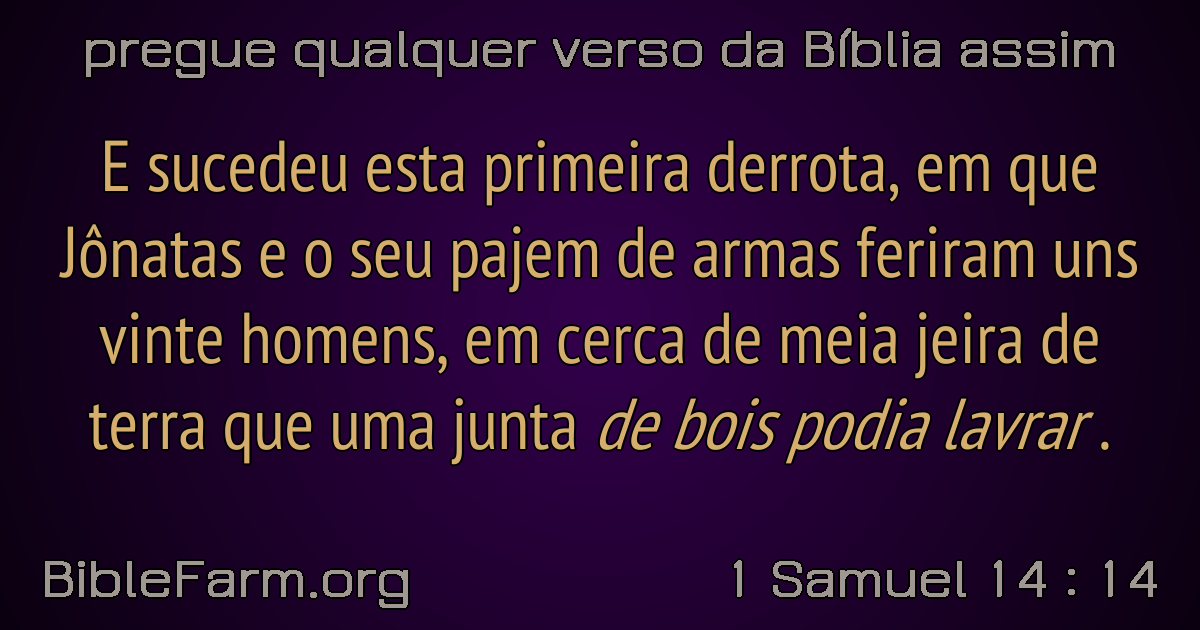 pregue qualquer verso da Bíblia assim
E sucedeu esta primeira derrota, em que
Jônatas e o seu pajem de armas feriram uns
vinte homens, em cerca de meia jeira de
terra que uma junta de bois podia lavrar .
BibleFarm.org
1 Samuel 14 : 14